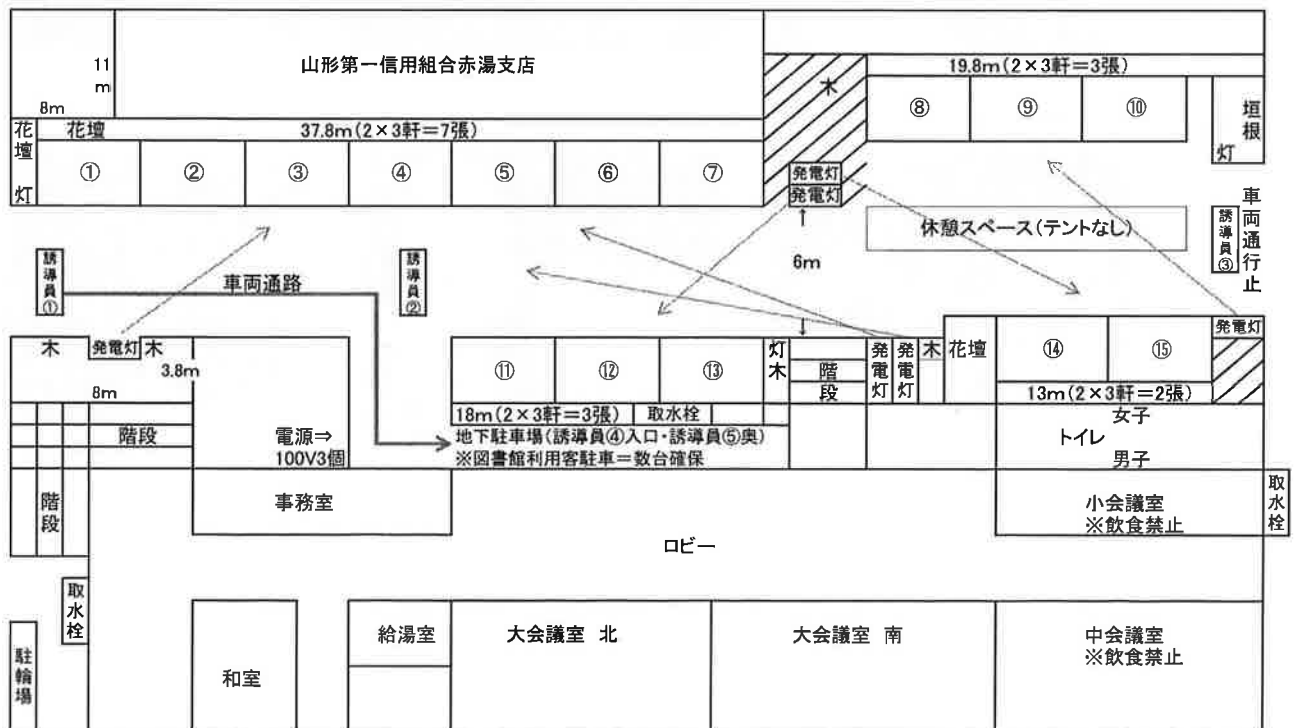 11
m
山形第一信用組合赤湯支店
8m
木
19.8m(2×3軒=3張)
⑧
⑨
⑩
垣根
灯
花壇
灯
花壇
37.8m(2×3軒=7張)
①
②
③
④
⑤
⑥
⑦
発電灯
発電灯
車両通行止
休憩スペース(テントなし)
誘導員③
6m
誘導員①
車両通路
誘導員②
木
発電灯
木
3.8m
8m
⑪
⑫
⑬
灯
木
階
段
発電灯
発電灯
木
花壇
⑭
⑮
発電灯
13m(2×3軒=2張)
18m(2×3軒=3張)
取水栓
階段
電源⇒
100V3個
地下駐車場(誘導員④入口・誘導員⑤奥)
※図書館利用客駐車=数台確保
女子
トイレ
男子
階段
事務室
ロビー
小会議室
※飲食禁止
取水栓
取水栓
駐輪場
和室
給湯室
大会議室 北
大会議室 南
中会議室
※飲食禁止